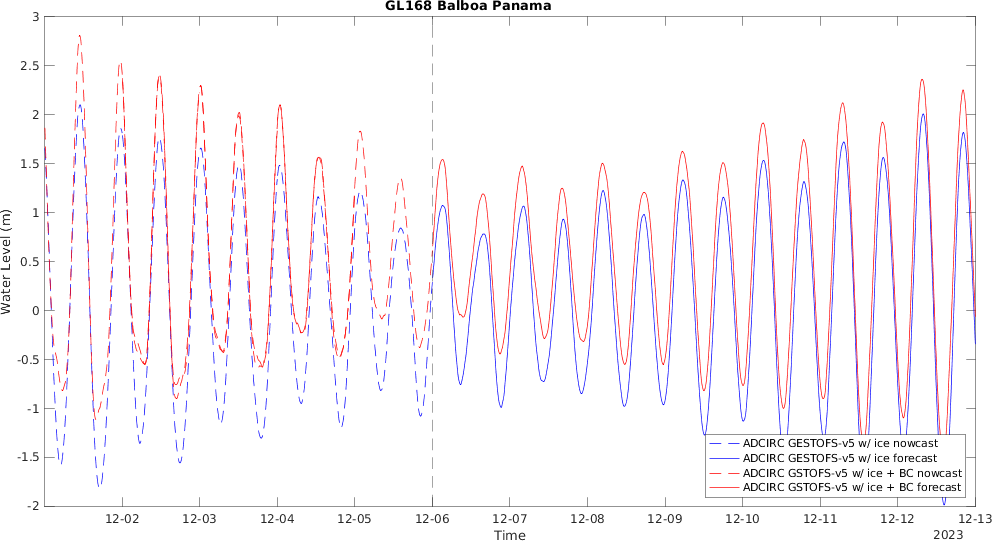 GL168 Balboa Panama
Water Level (m)
3
2.5
2
1.5
1
0.5
0
-0.5
-1
-1.5
-2
ADCIRC GESTOFS-v5 w/ ice nowcast
ADCIRC GESTOFS-v5 w/ ice forecast
ADCIRC GSTOFS-v5 w/ ice + BC nowcast
ADCIRC GSTOFS-v5 w/ ice + BC forecast
12-02 12-03 12-04 12-05 12-06 12-07 12-08 12-09 12-10 12-11 12-12 12-13
Time
2023